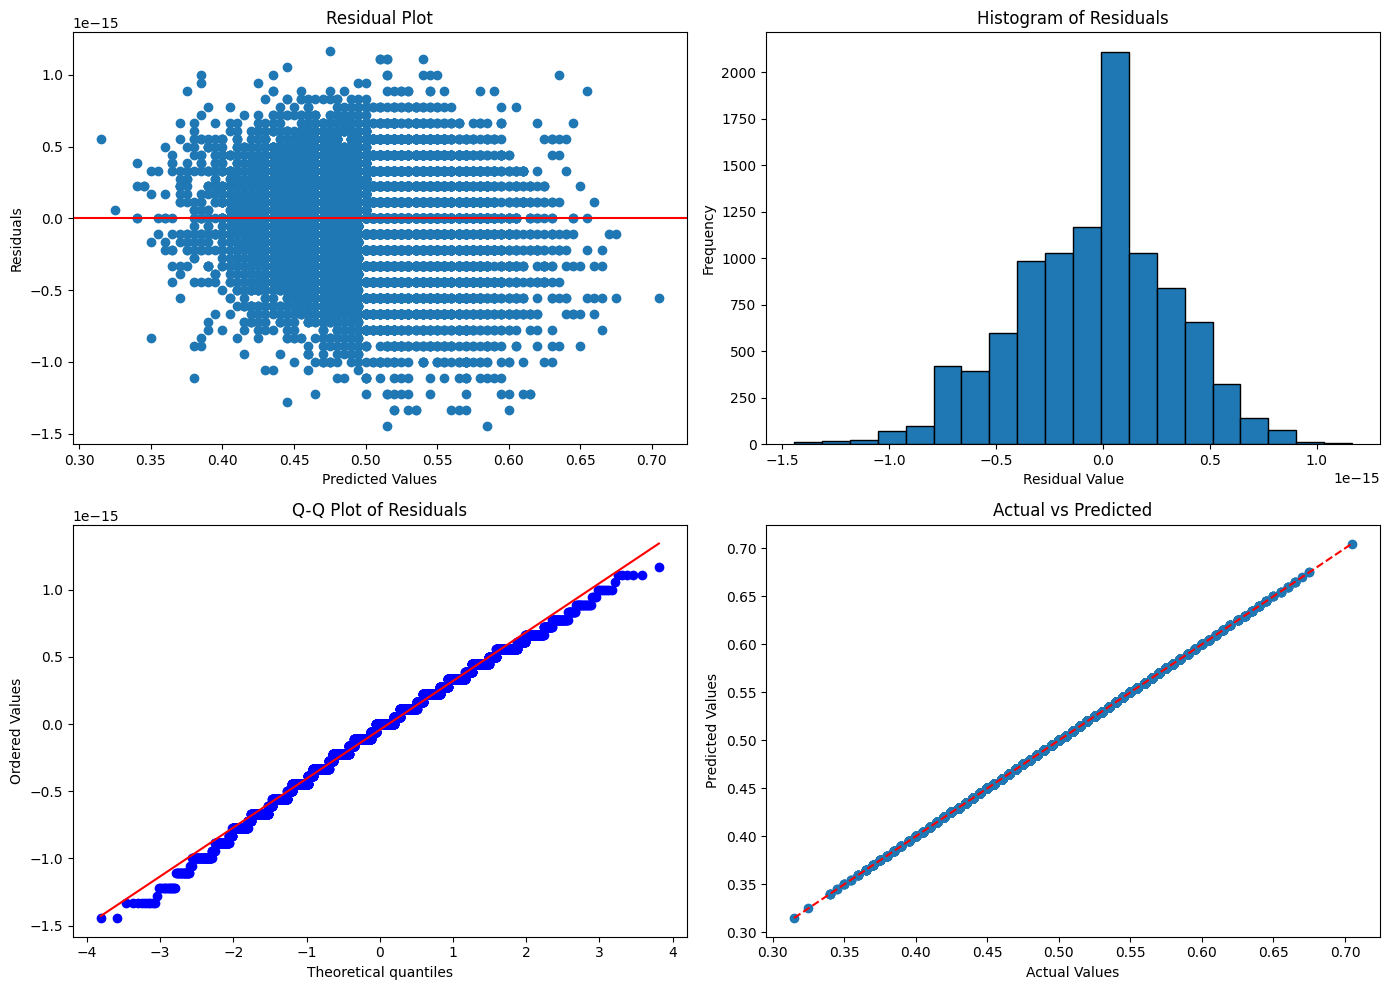 Residual Plot
1e−15
1.0
0.5
0.0
−0.5
−1.0
−1.5
Residuals
0.30 0.35 0.40 0.45 0.50 0.55 0.60 0.65 0.70
Predicted Values
Histogram of Residuals
2000
1750
1500
1250
1000
750
500
250
0
Frequency
−1.5 −1.0 −0.5 0.0 0.5 1.0
1e−15
Residual Value
Q-Q Plot of Residuals
1e−15
1.0
0.5
0.0
−0.5
−1.0
−1.5
Ordered Values
−4 −3 −2 −1 0 1 2 3 4
Theoretical quantiles
Actual vs Predicted
0.70
0.65
0.60
0.55
0.50
0.45
0.40
0.35
0.30
Predicted Values
0.30 0.35 0.40 0.45 0.50 0.55 0.60 0.65 0.70
Actual Values